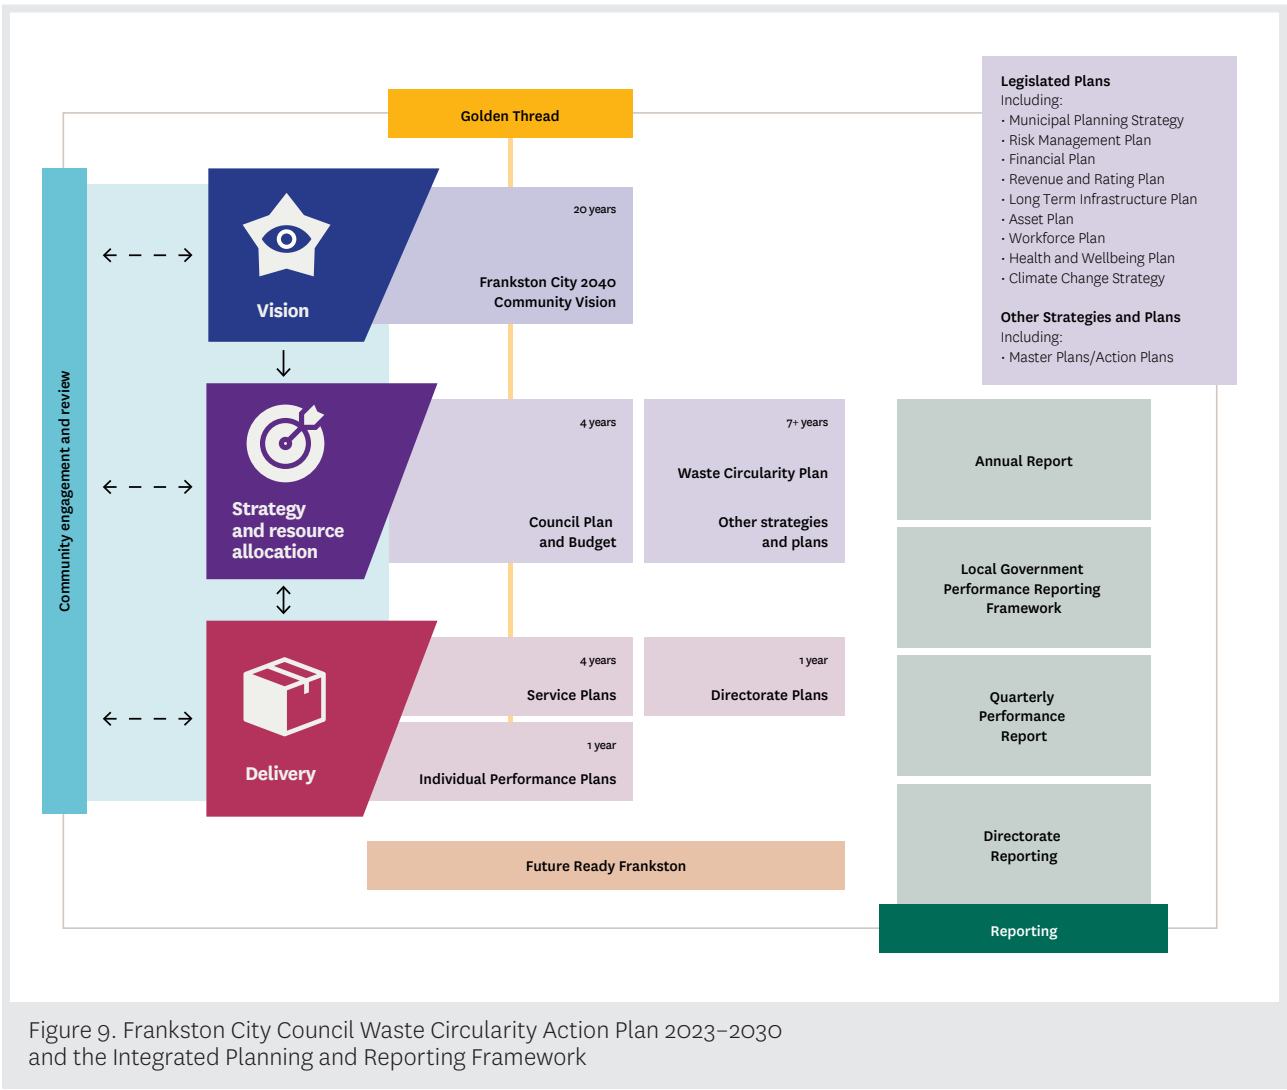 Golden Thread
Legislated Plans
Including:
· Municipal Planning Strategy
· Risk Management Plan
· Financial Plan
· Revenue and Rating Plan
· Long Term Infrastructure Plan
· Asset Plan
· Workforce Plan
· Health and Wellbeing Plan
· Climate Change Strategy
Other Strategies and Plans
Including:
· Master Plans/Action Plans
Community engagement and review
Vision
20 years
Frankston City 2040
Community Vision
Strategy
and resource
allocation
4 years
Council Plan
and Budget
7+ years
Waste Circularity Plan
Other strategies
and plans
Delivery
4 years
Service Plans
1 year
Directorate Plans
1 year
Individual Performance Plans
Future Ready Frankston
Annual Report
Local Government
Performance Reporting
Framework
Quarterly
Performance
Report
Directorate
Reporting
Reporting
Figure 9. Frankston City Council Waste Circularity Action Plan 2023–2030
and the Integrated Planning and Reporting Framework